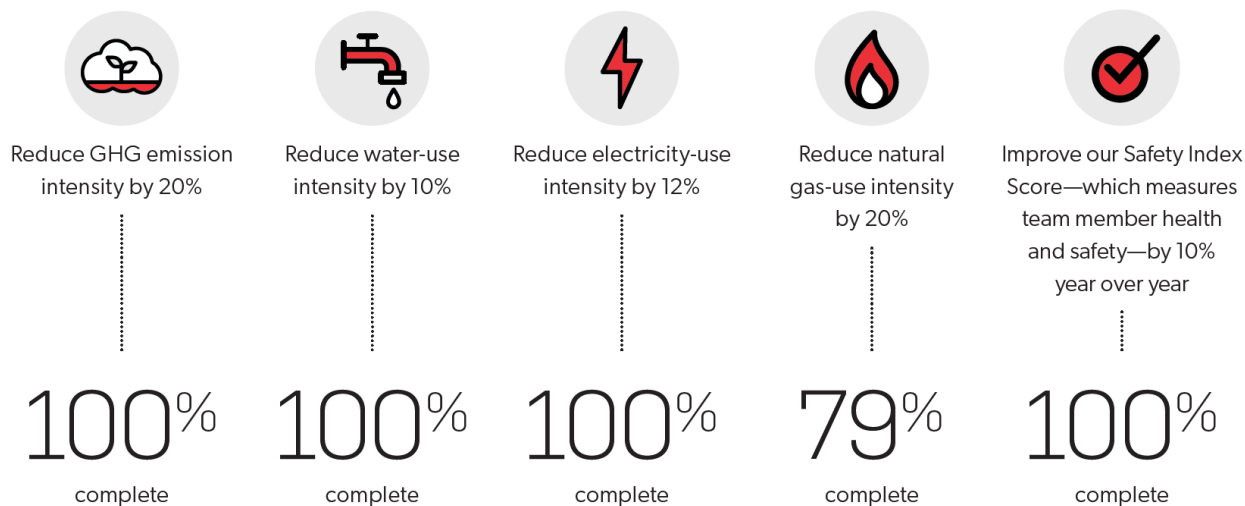 Reduce GHG emission
intensity by 20%
100%
complete
Reduce water-use
intensity by 10%
100%
complete
Reduce electricity-use
intensity by 12%
100%
complete
Reduce natural
gas-use intensity
by 20%
79%
complete
Improve our Safety Index
Score—which measures
team member health
and safety—by 10%
year over year
100%
complete